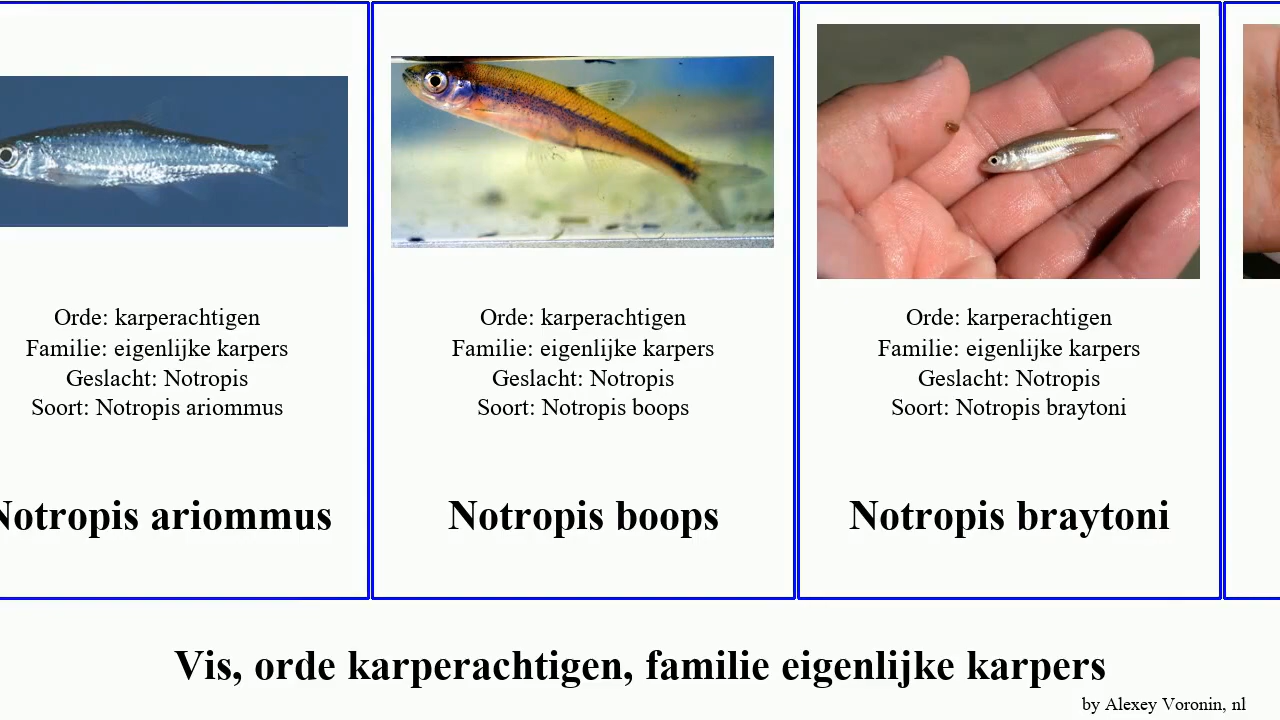 Orde: karperachtigen
Familie: eigenlijke karpers
Geslacht: Notropis
Soort: Notropis ariommus
Notropis ariommus
Orde: karperachtigen
Familie: eigenlijke karpers
Geslacht: Notropis
Soort: Notropis boops
Notropis boops
Orde: karperachtigen
Familie: eigenlijke karpers
Geslacht: Notropis
Soort: Notropis braytoni
Notropis braytoni
Vis, orde karperachtigen, familie eigenlijke karpers
by Alexey Voronin, nl